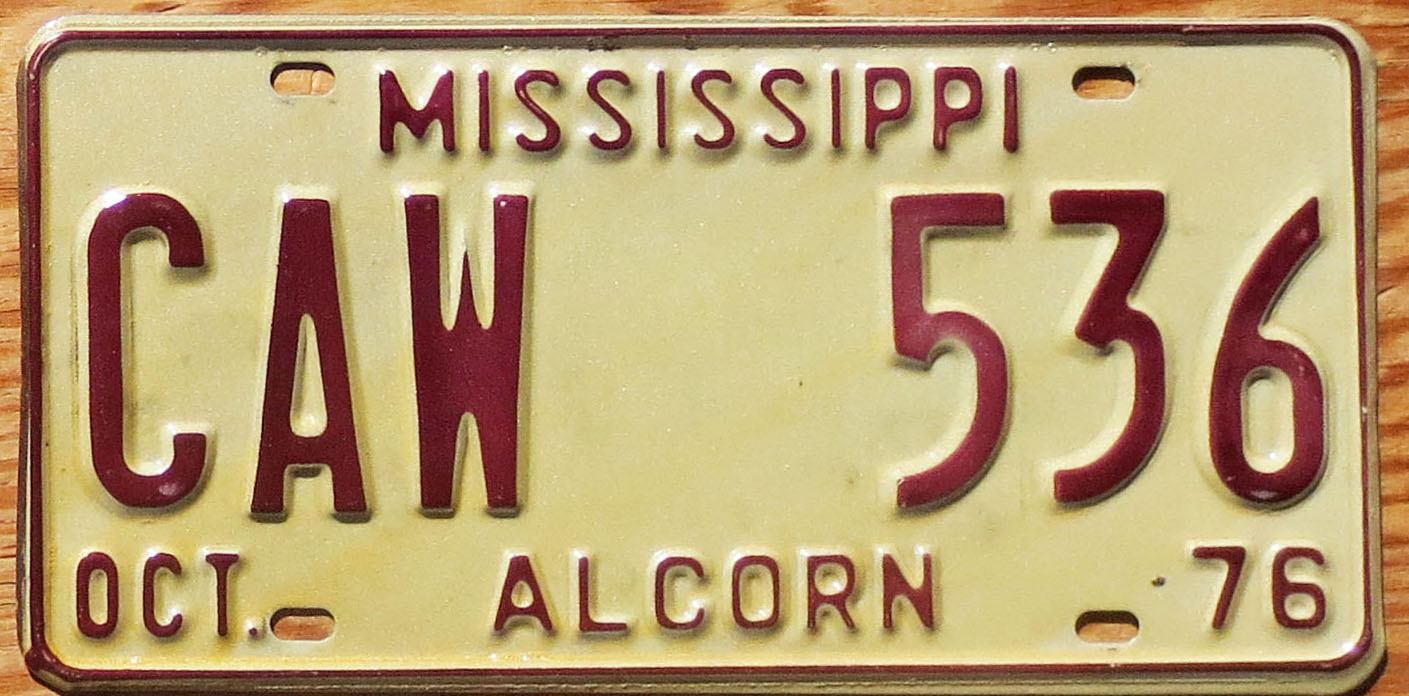 MISSISSIPPI
CAW 536
OCT. ALCORN 76